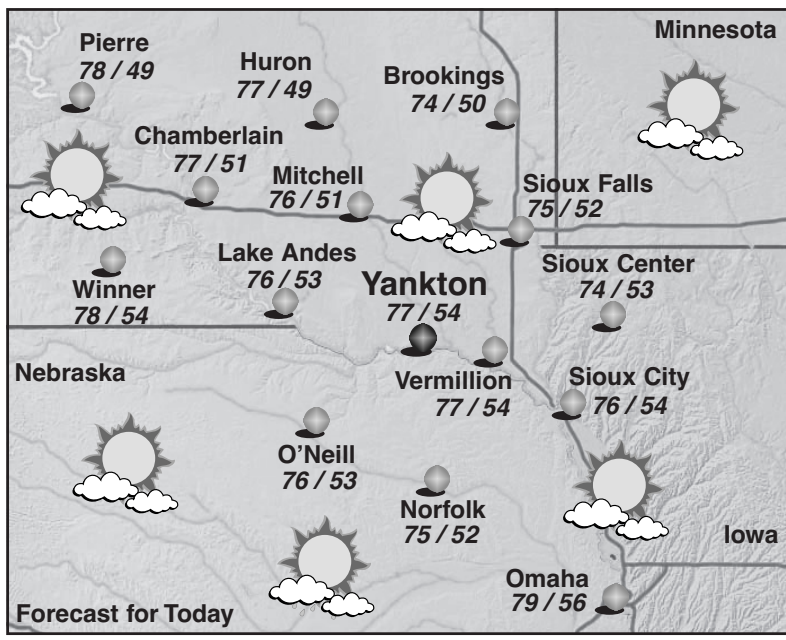 Minnesota
Pierre
78 / 49
Huron
77 / 49
Brookings
74 / 50
Chamberlain
77 / 51
Mitchell
76 / 51
Sioux Falls
75 / 52
Winner
78 / 54
Lake Andes
76 / 53
Yankton
77 / 54
Sioux Center
74 / 53
Nebraska
Vermillion
77 / 54
Sioux City
76 / 54
O'Neill
76 / 53
Norfolk
75 / 52
Iowa
Omaha
79 / 56
Forecast for Today